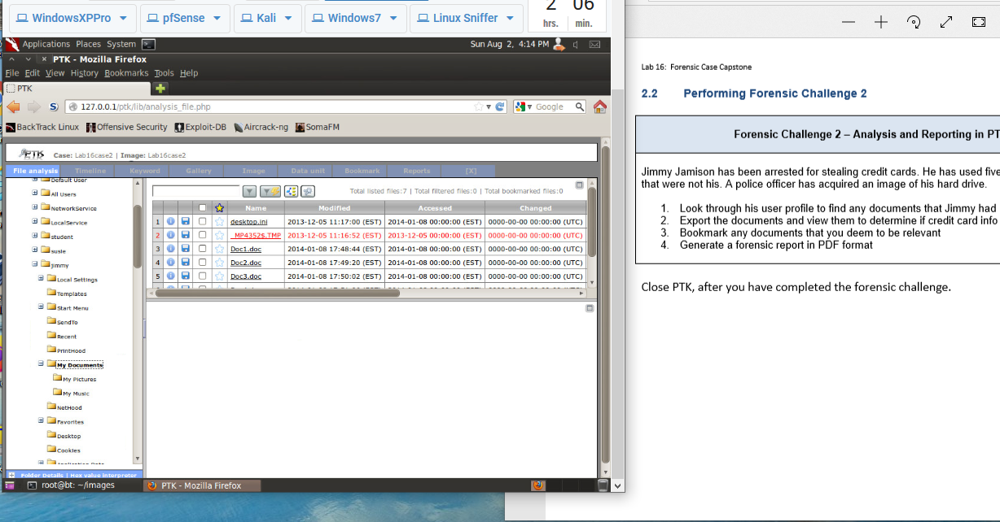 WindowsXPPro
pfSense
Kali
Windows7
Linux Sniffer
2 06
hrs. min.
Applications Places System
Sun Aug 2, 4:14 PM
PTK - Mozilla Firefox
File Edit View History Bookmarks Tools Help
PTK
127.0.0.1/ptk/lib/analysis_file.php
Google
BackTrack Linux Offensive Security Exploit-DB Aircrack-ng SomaFM
PTK Case: Lab16case2 | Image: Lab16case2
File analysis Timeline Keyword Gallery Image Data unit Bookmark Reports [X]
Default User
All Users
NetworkService
LocalService
student
susie
jimmy
Local Settings
Templates
Start Menu
SendTo
Recent
PrintHood
My Documents
My Pictures
My Music
NetHood
Favorites
Desktop
Cookies
Application Data
Folder Details | Hex value interpreter
Total listed files:7 | Total filtered files:0 | Total bookmarked files:0
Name Modified Accessed Changed
1 desktop.ini 2013-12-05 11:17:00 (EST) 2014-01-08 00:00:00 (EST) 0000-00-00 00:00:00 (UTC)
2 _MP4352$.TMP 2013-12-05 11:16:52 (EST) 2013-12-05 00:00:00 (EST) 0000-00-00 00:00:00 (UTC)
3 Doc1.doc 2014-01-08 17:48:44 (EST) 2014-01-08 00:00:00 (EST) 0000-00-00 00:00:00 (UTC)
4 Doc2.doc 2014-01-08 17:49:20 (EST) 2014-01-08 00:00:00 (EST) 0000-00-00 00:00:00 (UTC)
5 Doc3.doc 2014-01-08 17:50:02 (EST) 2014-01-08 00:00:00 (EST) 0000-00-00 00:00:00 (UTC)
root@bt: ~/images
PTK - Mozilla Firefox
Lab 16: Forensic Case Capstone
2.2 Performing Forensic Challenge 2
Forensic Challenge 2 – Analysis and Reporting in PT
Jimmy Jamison has been arrested for stealing credit cards. He has used five
that were not his. A police officer has acquired an image of his hard drive.
1. Look through his user profile to find any documents that Jimmy had
2. Export the documents and view them to determine if credit card info
3. Bookmark any documents that you deem to be relevant
4. Generate a forensic report in PDF format
Close PTK, after you have completed the forensic challenge.